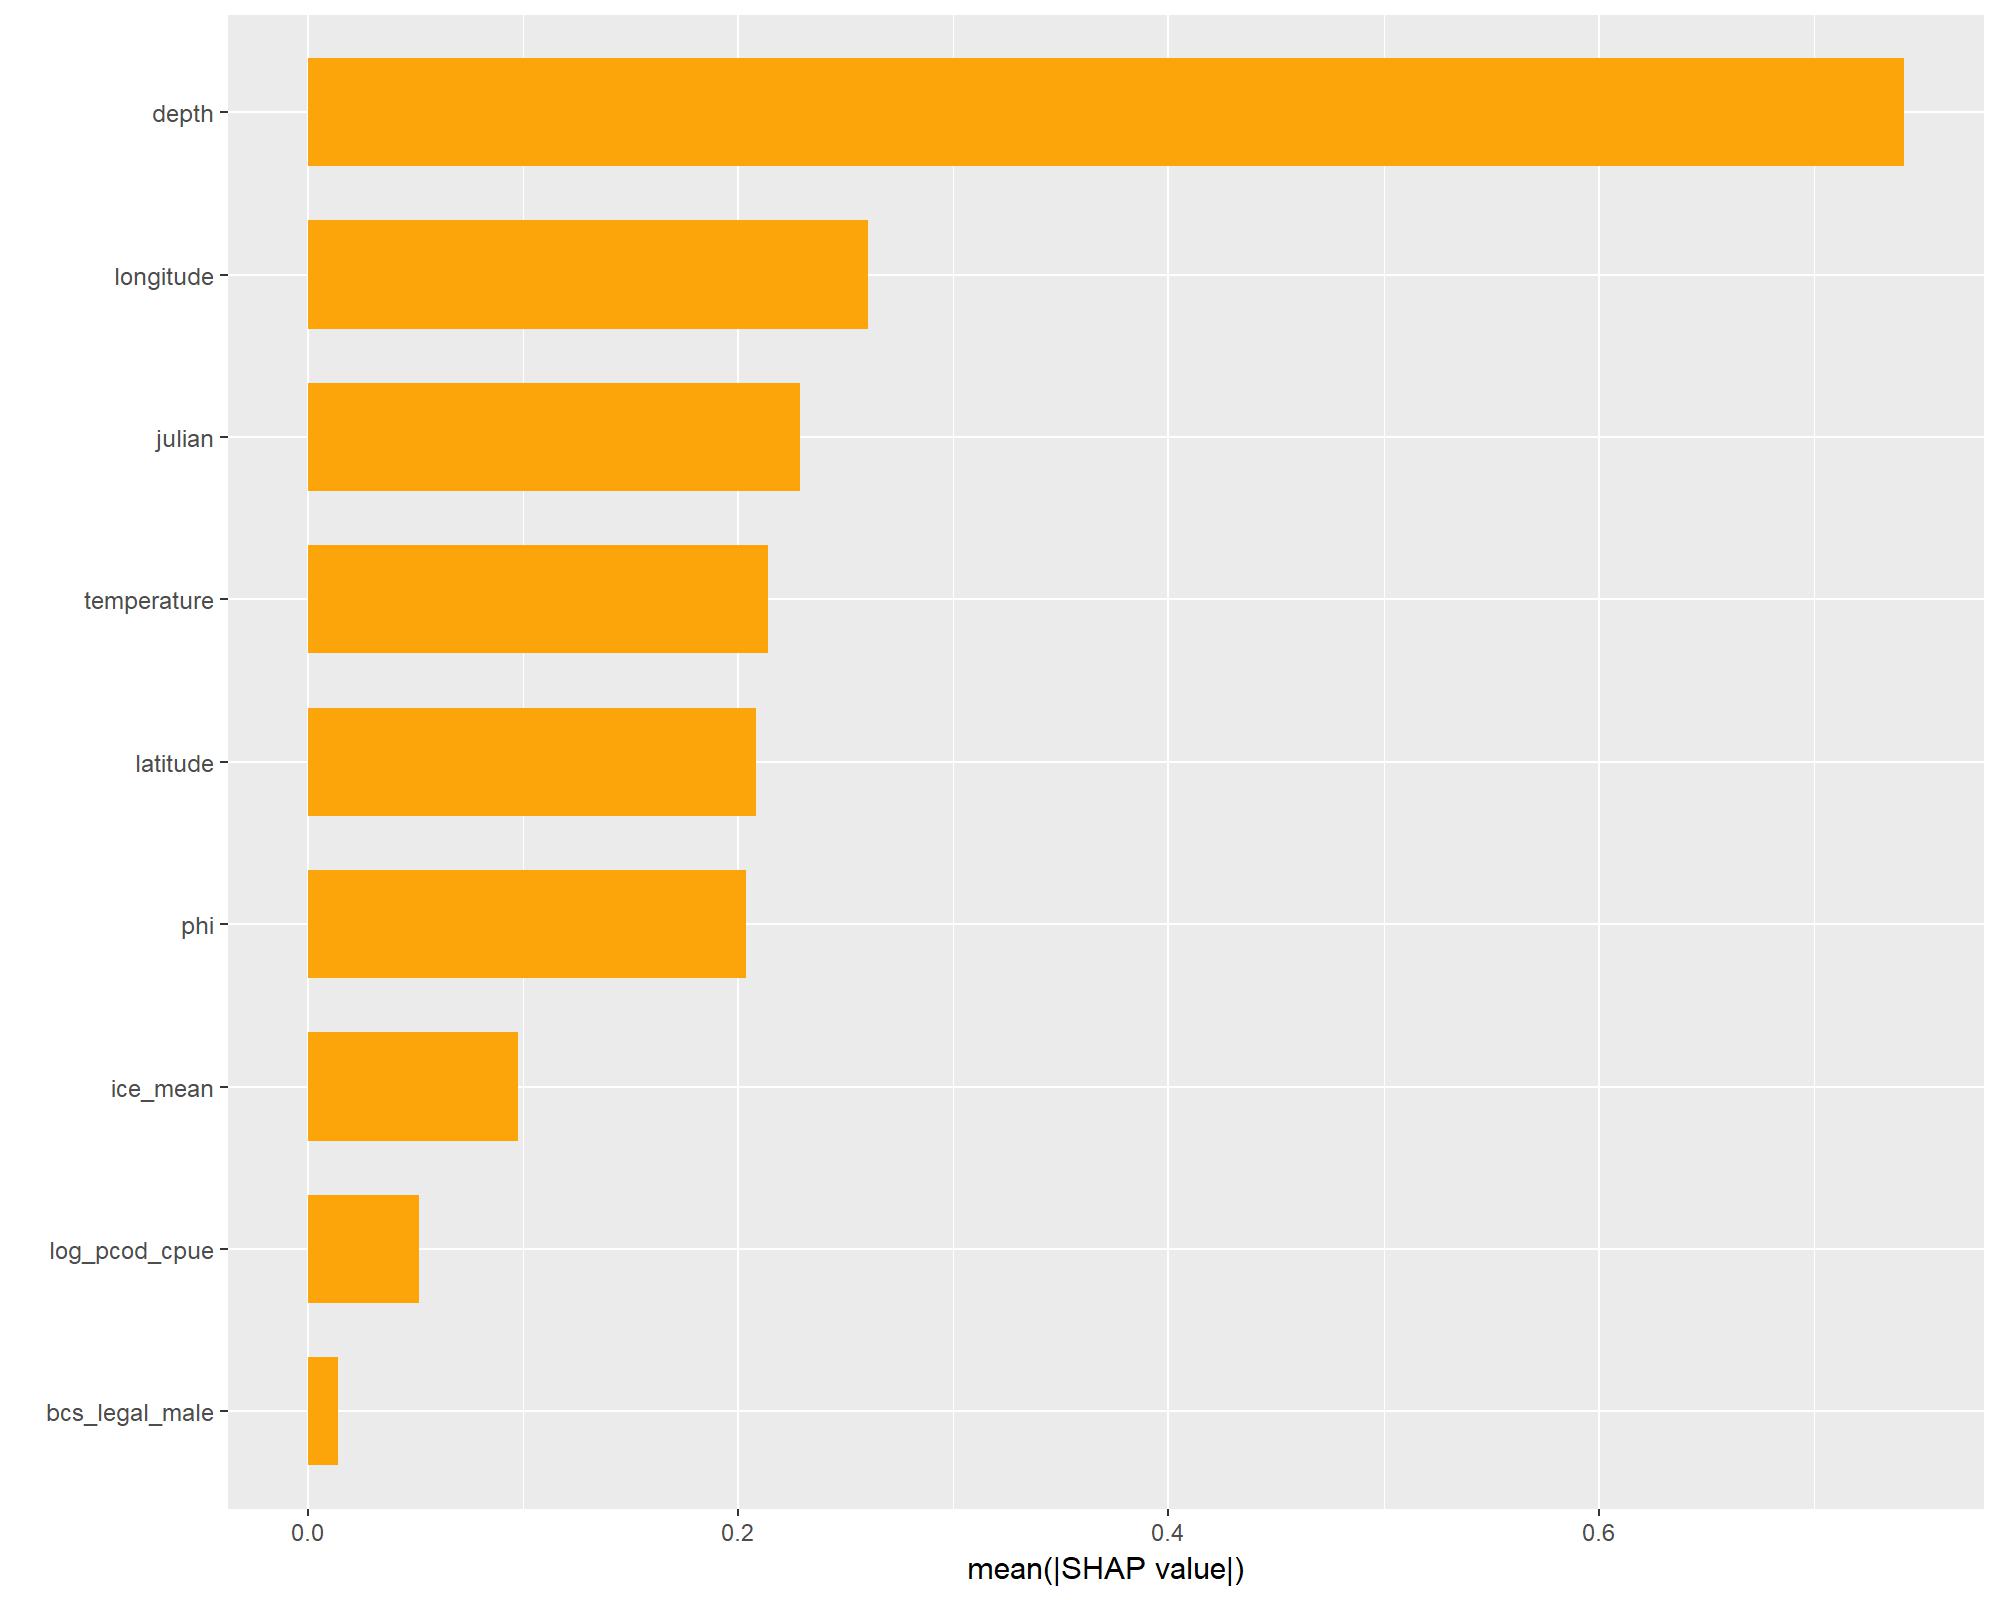 depth
longitude
julian
temperature
latitude
phi
ice_mean
log_pcod_cpue
bcs_legal_male
0.0 0.2 0.4 0.6
mean(|SHAP value|)